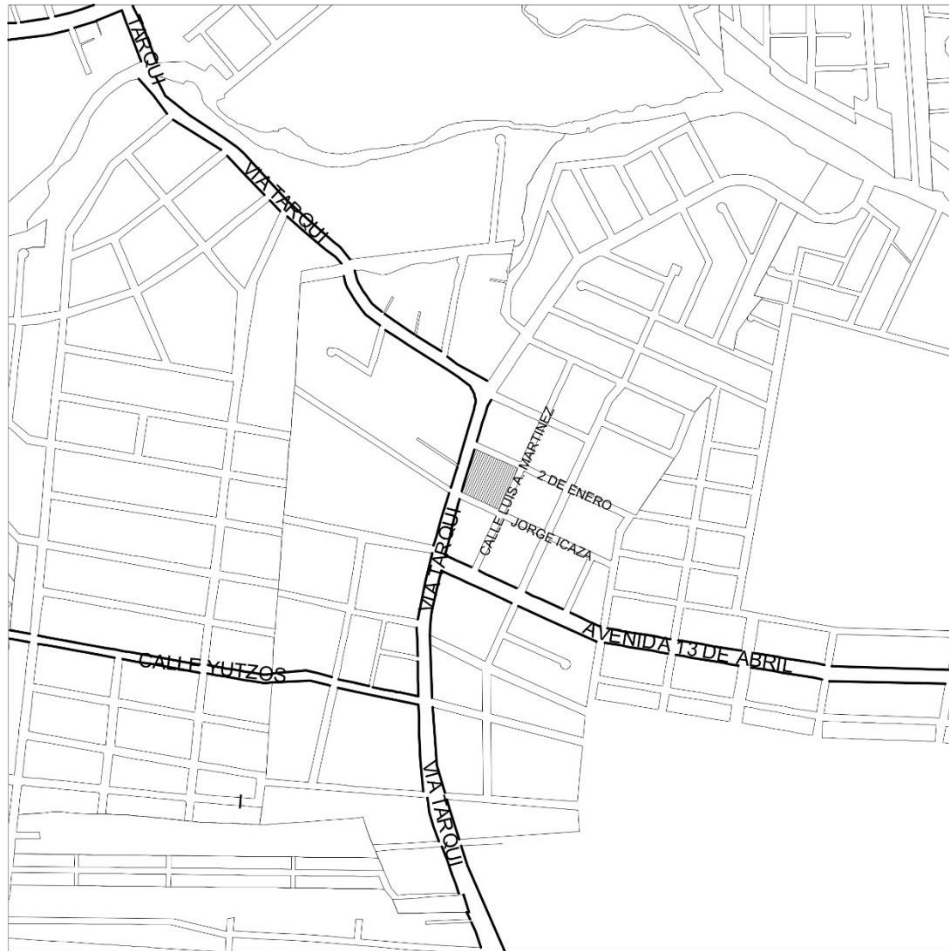 TARQUI
VIA TARQUI
CALLE LUIS A. MARTINEZ
2 DE ENERO
JORGE ICAZA
VIA TARQUI
AVENIDA 13 DE ABRIL
CALLE YUTZOS
VIA TARQUI